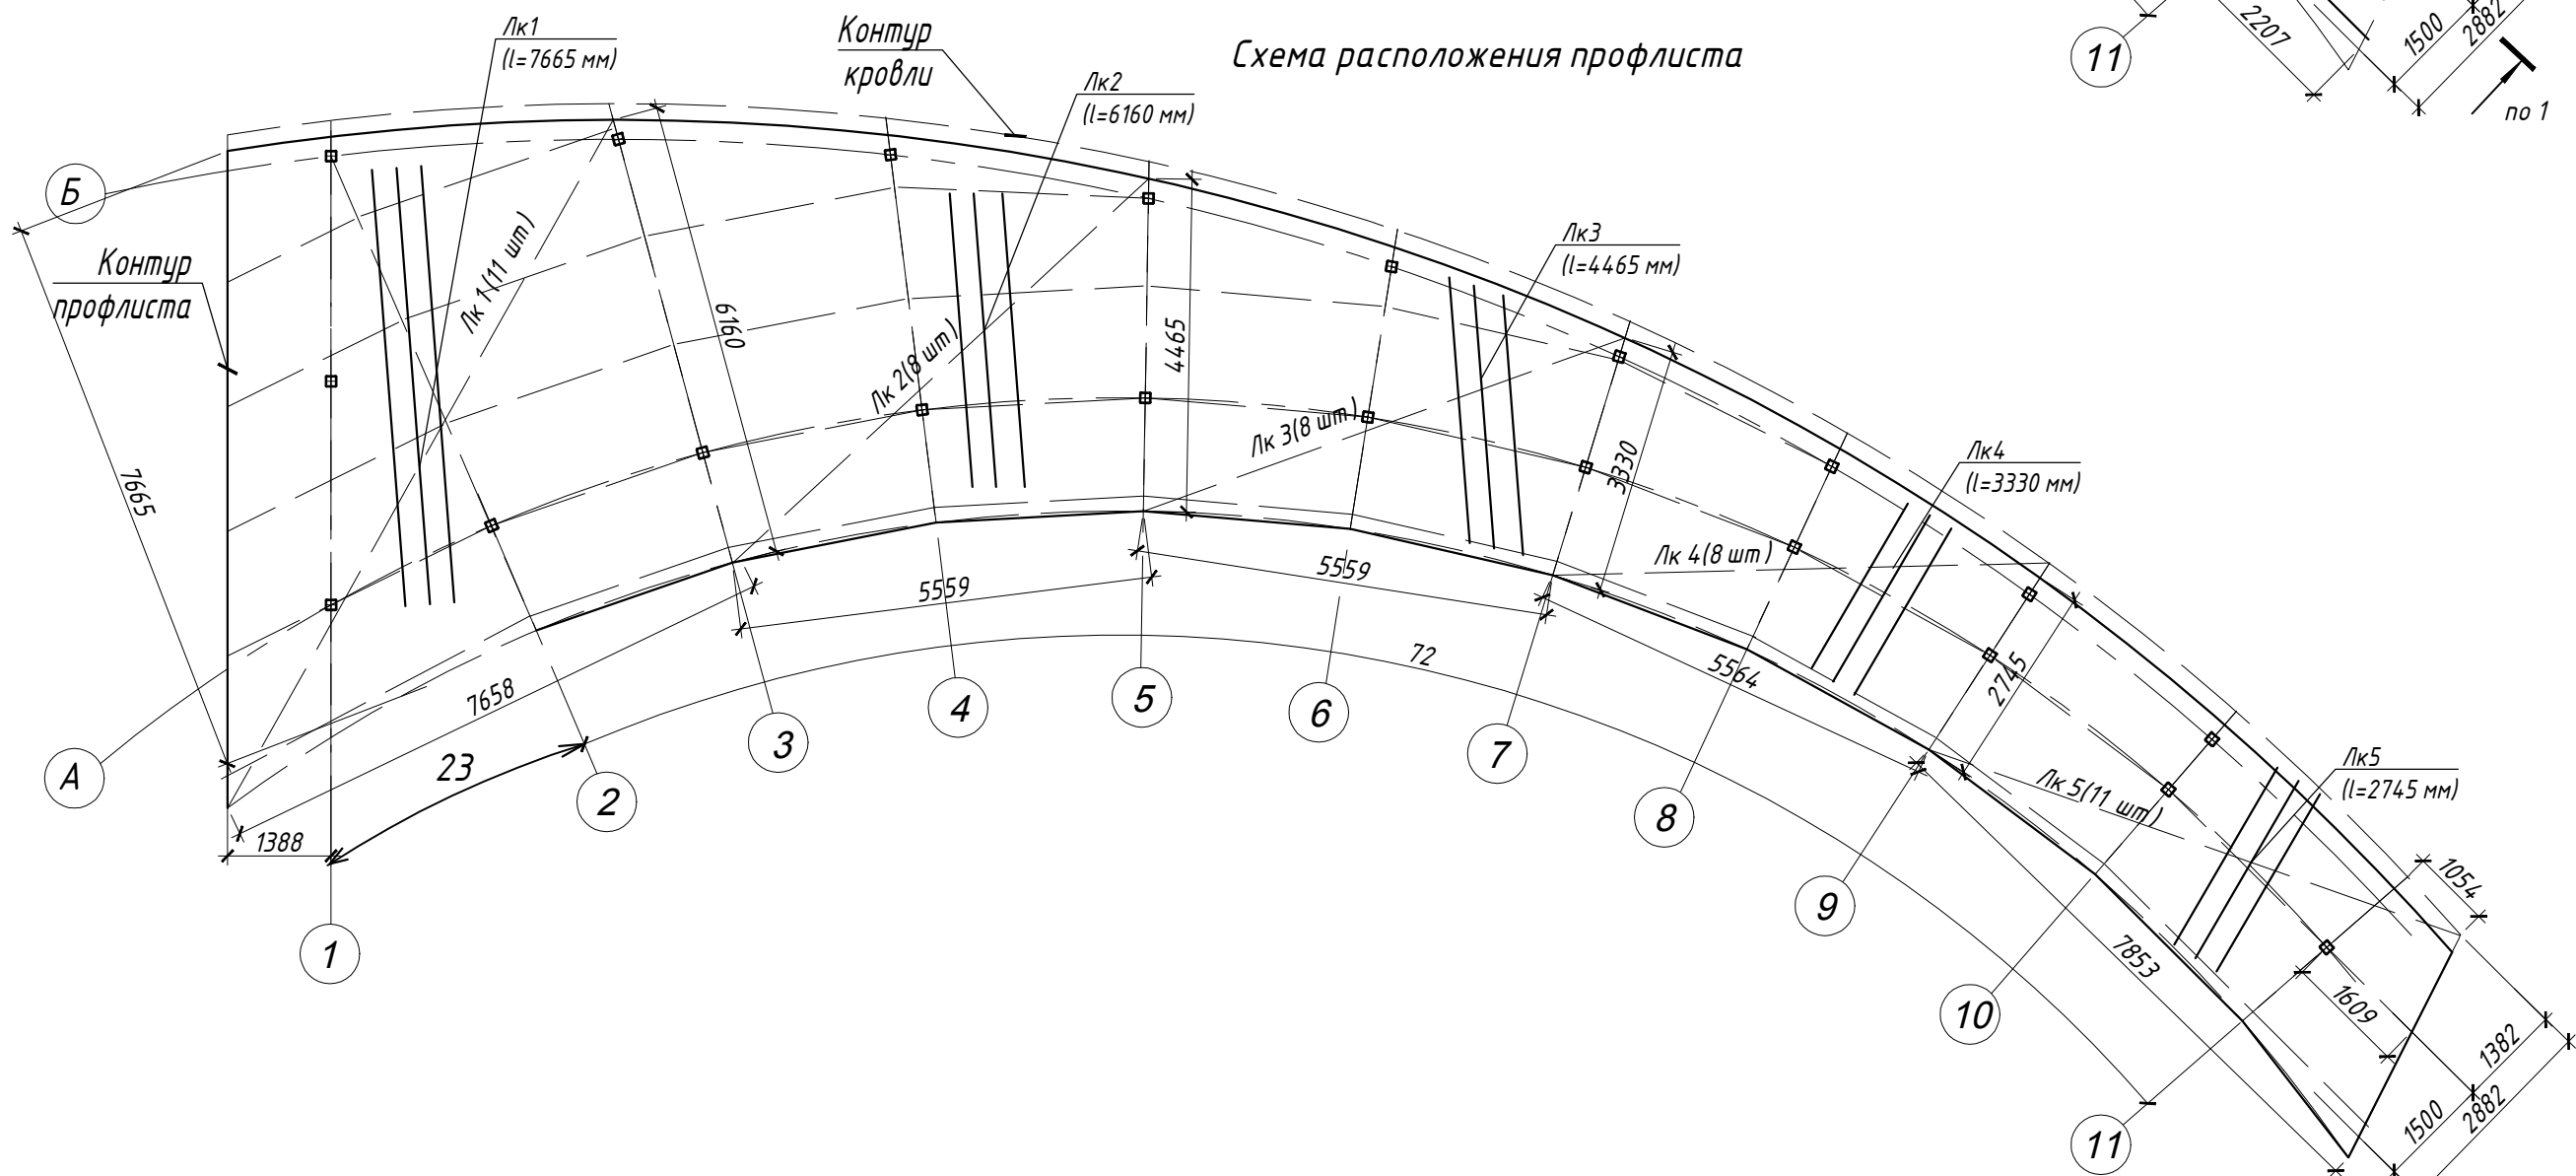 Схема расположения профлиста
Лк1
(l=7665 мм)
Контур
кровли
Лк2
(l=6160 мм)
11
2207
1500
2882
по 1
Б
Контур
профлиста
Лк 1(11 шт)
6160
Лк 2(8 шт)
4465
Лк3
(l=4465 мм)
Лк 3(8 шт)
3330
Лк4
(l=3330 мм)
Лк 4(8 шт)
7665
7658
5559
5559
72
5564
2745
Лк5
(l=2745 мм)
Лк 5(11 шт)
1054
А
23
1388
1
2
3
4
5
6
7
8
9
10
11
7853
1609
1382
1500
2882